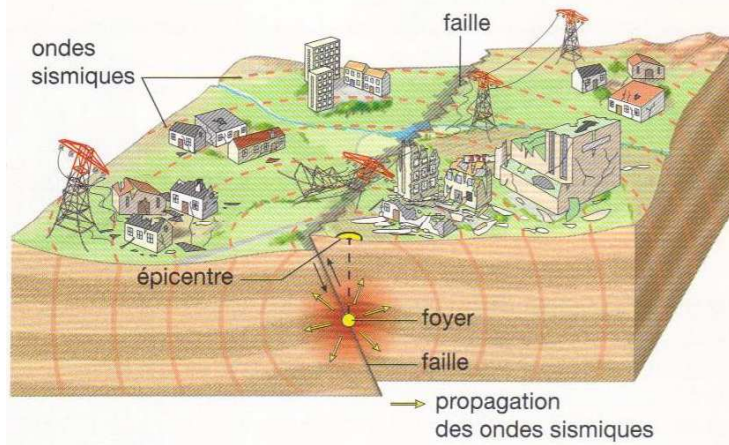 faille
ondes
sismiques
épicentre
foyer
faille
propagation
des ondes sismiques